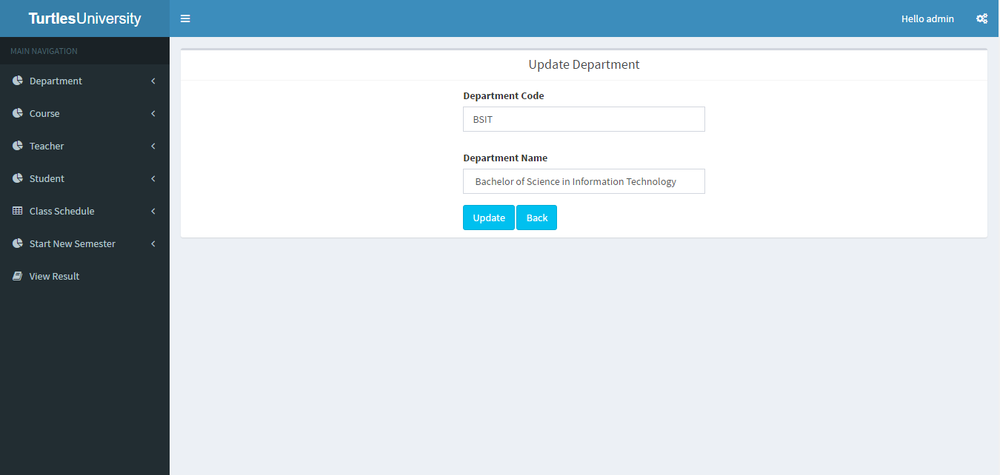 TurtlesUniversity
Hello admin
MAIN NAVIGATION
Department
Course
Teacher
Student
Class Schedule
Start New Semester
View Result
Update Department
Department Code
BSIT
Department Name
Bachelor of Science in Information Technology
Update Back